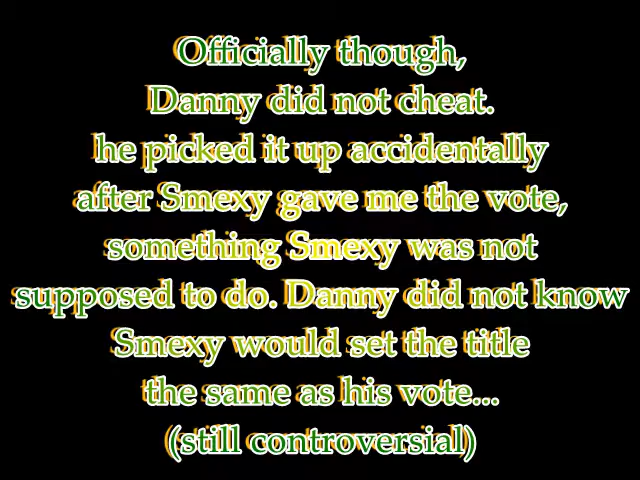 Officially though,
Danny did not cheat.
he picked it up accidentally
after Smexy gave me the vote,
something Smexy was not
supposed to do. Danny did not know
Smexy would set the title
the same as his vote...
(still controversial)